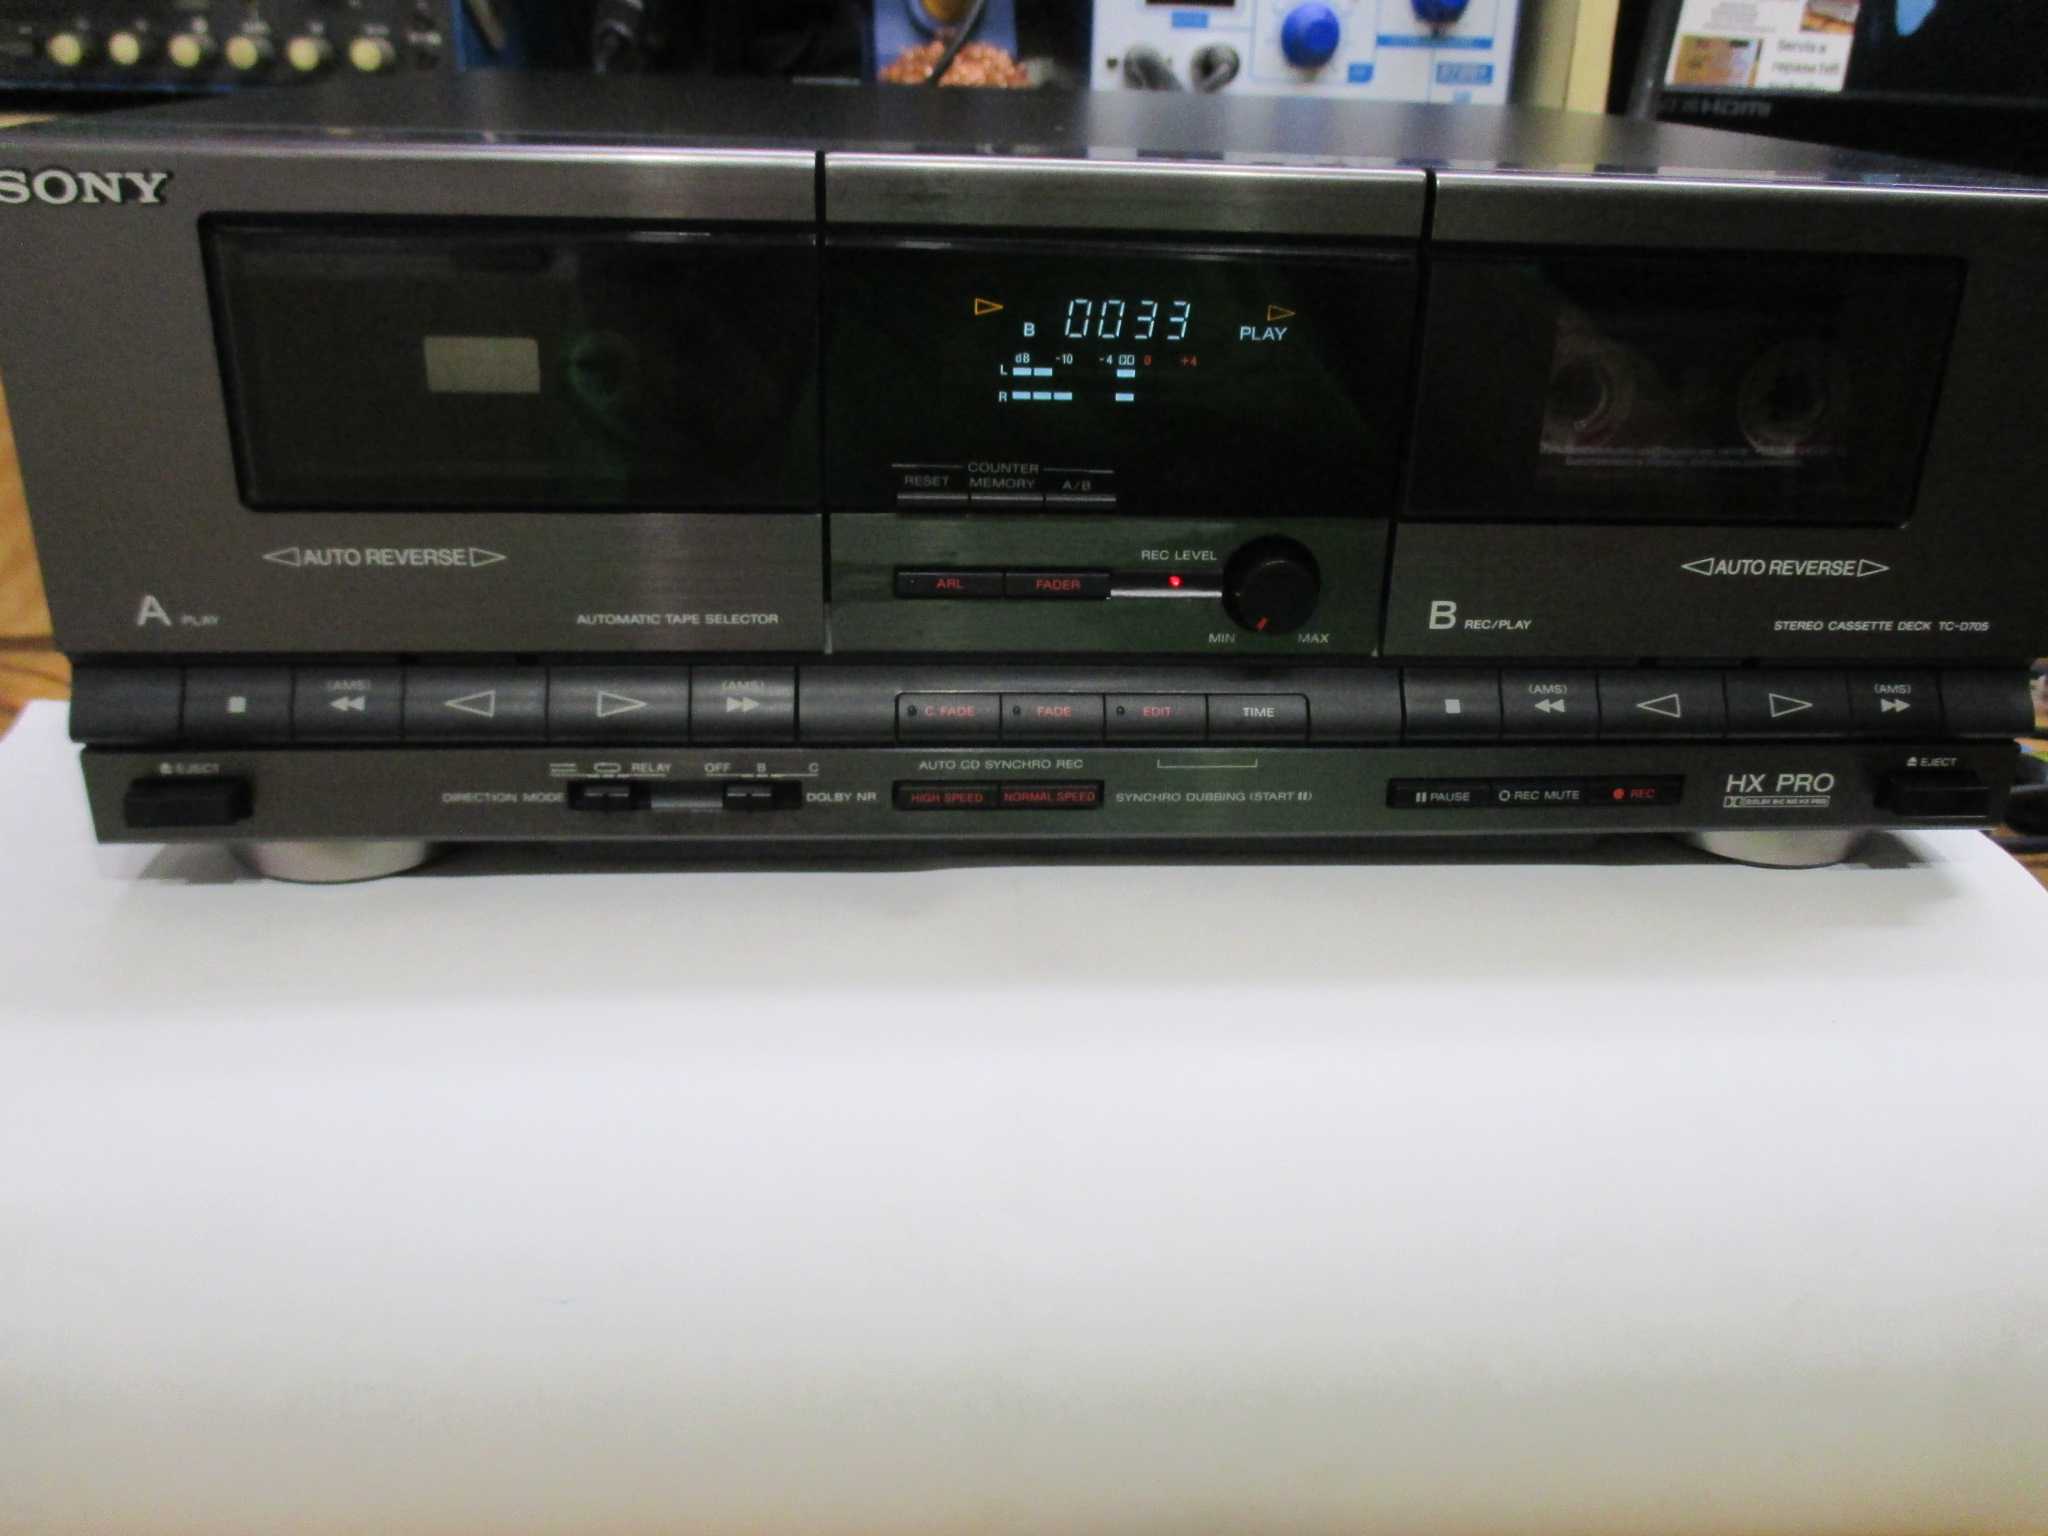 Servis a
SONY
B 0033 PLAY
dB -10 -4 0 +4
L
R
COUNTER
RESET MEMORY A/B
AUTO REVERSE
REC LEVEL
AUTO REVERSE
ARL FADER
A PLAY
AUTOMATIC TAPE SELECTOR
MIN MAX
B REC/PLAY
STEREO CASSETTE DECK TC-D705
(AMS) (AMS)
C. FADE FADE EDIT TIME
(AMS) (AMS)
EJECT
RELAY OFF B C
AUTO CD SYNCHRO REC
EJECT
DIRECTION MODE DOLBY NR
HIGH SPEED NORMAL SPEED SYNCHRO DUBBING (START II)
PAUSE REC MUTE REC
HX PRO